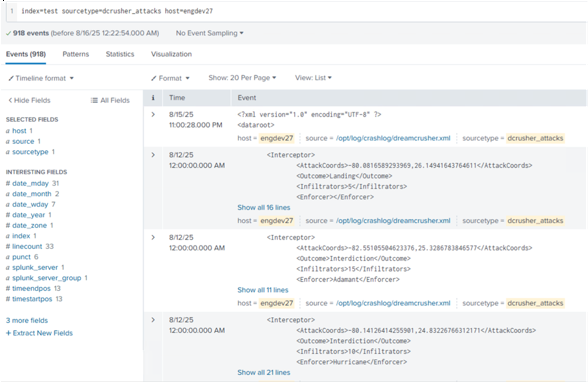 1 index=test sourcetype=dcrusher_attacks host=engdev27
✓ 918 events (before 8/16/25 12:22:54.000 AM) No Event Sampling
Events (918) Patterns Statistics Visualization
Timeline format Format Show: 20 Per Page View: List
< Hide Fields All Fields
SELECTED FIELDS
a host 1
a source 1
a sourcetype 1
INTERESTING FIELDS
# date_mday 31
# date_month 2
a date_wday 7
# date_year 1
# date_zone 1
a index 1
# linecount 33
a punct 6
a splunk_server 1
a splunk_server_group 1
# timeendpos 13
# timestartpos 13
3 more fields
+ Extract New Fields
i Time Event
8/15/25
11:00:28.000 PM
<?xml version="1.0" encoding="UTF-8" ?>
<dataroot>
host = engdev27 source = /opt/log/crashlog/dreamcrusher.xml sourcetype = dcrusher_attacks
8/12/25
12:00:00.000 AM
<Interceptor>
<AttackCoords>-80.0816589293969,26.14941643764611</AttackCoords>
<Outcome>Landing</Outcome>
<Infiltrators>5</Infiltrators>
<Enforcer></Enforcer>
Show all 16 lines
host = engdev27 source = /opt/log/crashlog/dreamcrusher.xml sourcetype = dcrusher_attacks
8/12/25
12:00:00.000 AM
<Interceptor>
<AttackCoords>-82.55105504623376,25.3286783846577</AttackCoords>
<Outcome>Interdiction</Outcome>
<Infiltrators>15</Infiltrators>
<Enforcer>Adamant</Enforcer>
Show all 11 lines
host = engdev27 source = /opt/log/crashlog/dreamcrusher.xml sourcetype = dcrusher_attacks
8/12/25
12:00:00.000 AM
<Interceptor>
<AttackCoords>-80.14126414255901,24.83226766312171</AttackCoords>
<Outcome>Interdiction</Outcome>
<Infiltrators>10</Infiltrators>
<Enforcer>Hurricane</Enforcer>
Show all 21 lines